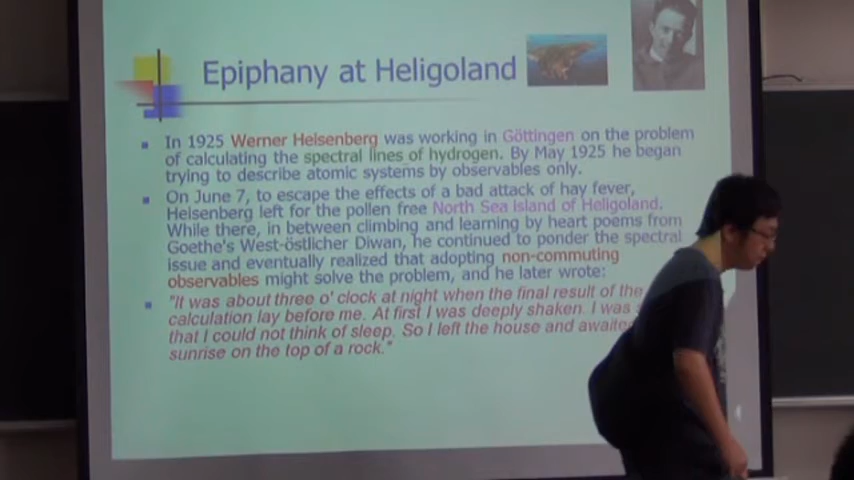 Epiphany at Heligoland
In 1925 Werner Heisenberg was working in Göttingen on the problem
of calculating the spectral lines of hydrogen. By May 1925 he began
trying to describe atomic systems by observables only.
On June 7, to escape the effects of a bad attack of hay fever,
Heisenberg left for the pollen free North Sea island of Heligoland.
While there, in between climbing and learning by heart poems from
Goethe's West-östlicher Diwan, he continued to ponder the spectral
issue and eventually realized that adopting non-commuting
observables might solve the problem, and he later wrote:
"It was about three o' clock at night when the final result of the
calculation lay before me. At first I was deeply shaken. I was
that I could not think of sleep. So I left the house and awaite
sunrise on the top of a rock."